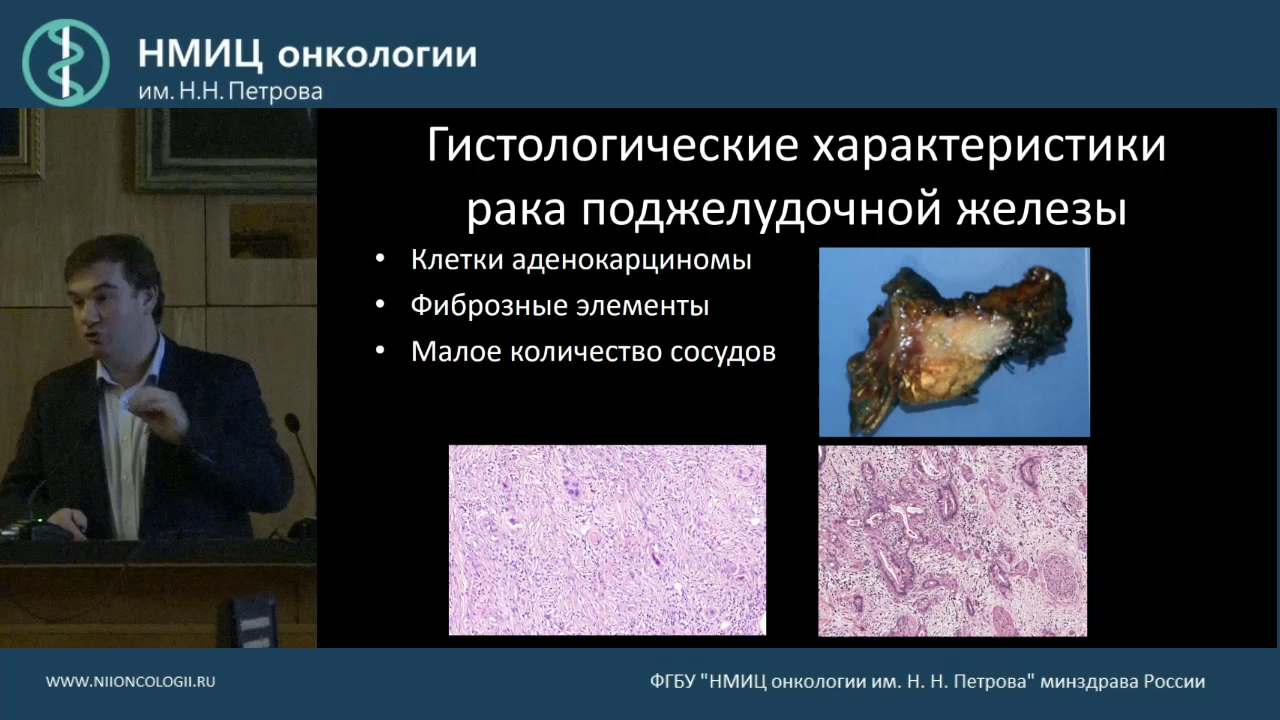 НМИЦ онкологии
им. Н.Н. Петрова
Гистологические характеристики
рака поджелудочной железы
• Клетки аденокарциномы
• Фиброзные элементы
• Малое количество сосудов
WWW.NIIONCOLOGII.RU
ФГБУ "НМИЦ онкологии им. Н. Н. Петрова" минздрава России